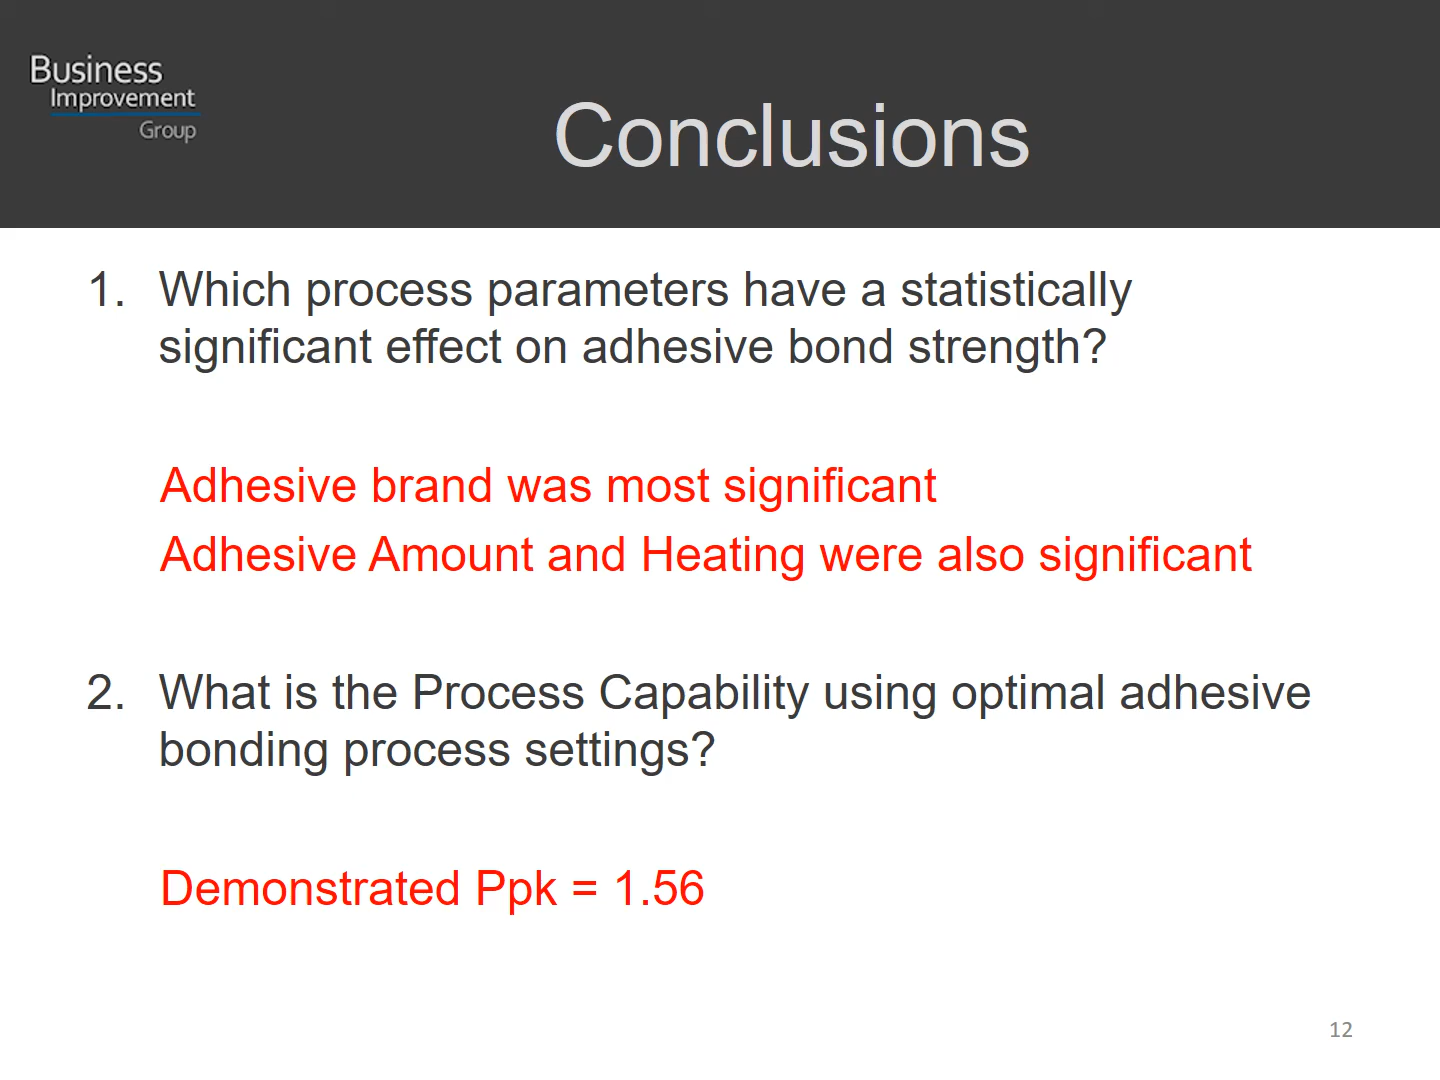 Business
Improvement
Group
Conclusions
1. Which process parameters have a statistically
significant effect on adhesive bond strength?
Adhesive brand was most significant
Adhesive Amount and Heating were also significant
2. What is the Process Capability using optimal adhesive
bonding process settings?
Demonstrated Ppk = 1.56
12